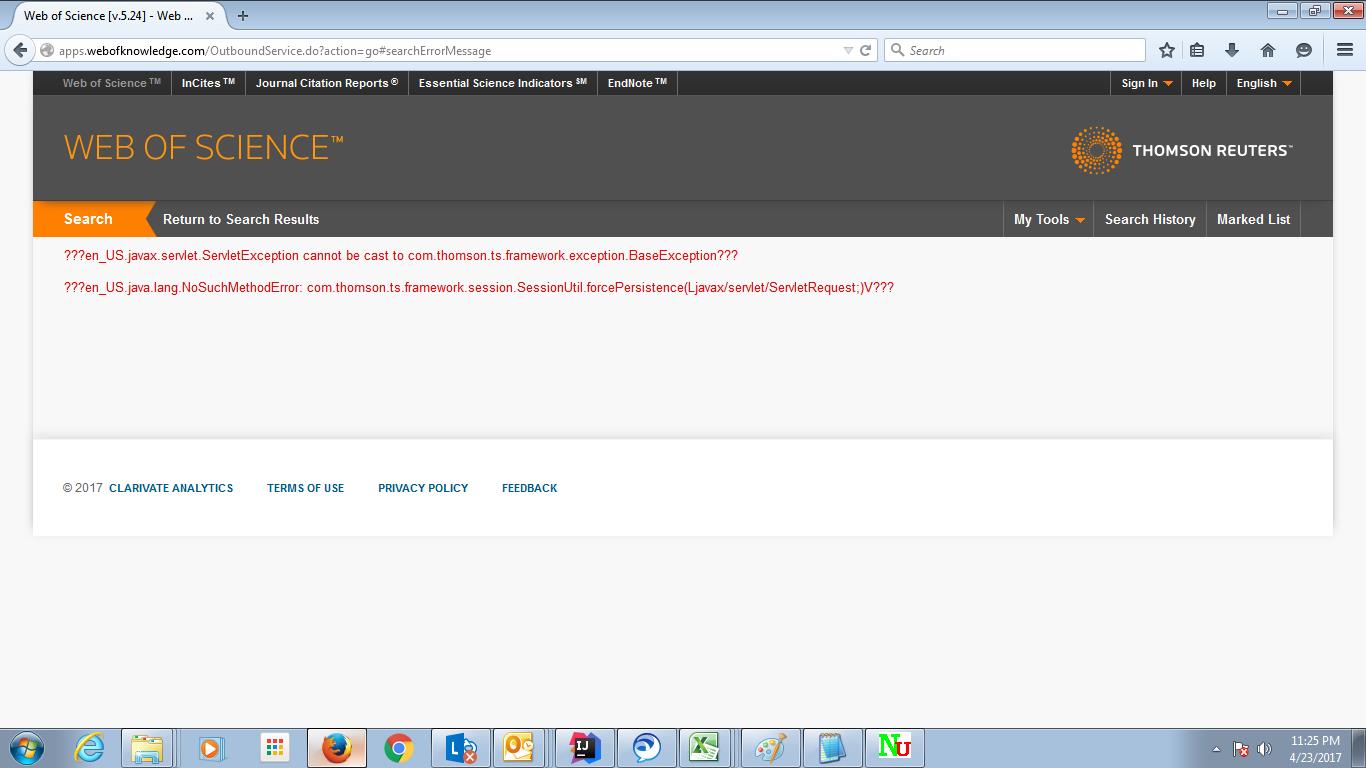 Web of Science [v.5.24] - Web ...
apps.webofknowledge.com/OutboundService.do?action=go#searchErrorMessage
Search
Web of Science ™ InCites ™ Journal Citation Reports ® Essential Science Indicators ℠ EndNote ™ Sign In Help English
WEB OF SCIENCE™
THOMSON REUTERS™
Search Return to Search Results My Tools Search History Marked List
???en_US.javax.servlet.ServletException cannot be cast to com.thomson.ts.framework.exception.BaseException???
???en_US.java.lang.NoSuchMethodError: com.thomson.ts.framework.session.SessionUtil.forcePersistence(Ljavax/servlet/ServletRequest;)V???
© 2017 CLARIVATE ANALYTICS TERMS OF USE PRIVACY POLICY FEEDBACK
IJ
NU
11:25 PM
4/23/2017